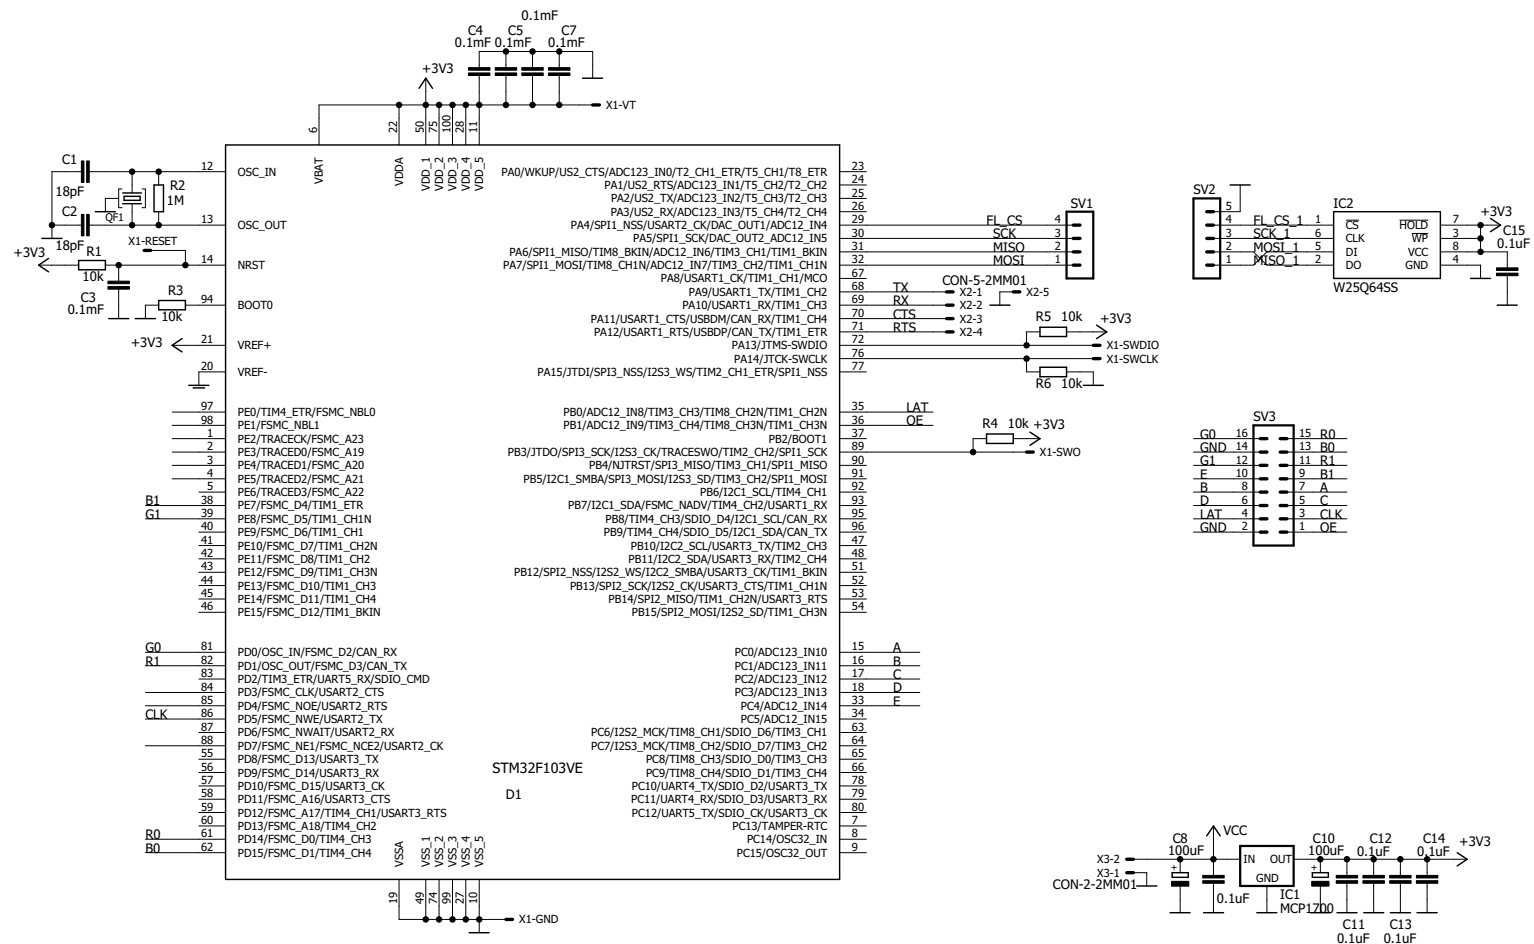 0.1mF
C4 C5 C7
0.1mF 0.1mF 0.1mF
+3V3
X1-VT
6 22 50 75 100 28 11
VBAT VDDA VDD_1 VDD_2 VDD_3 VDD_4 VDD_5
C1
18pF
C2
18pF
QF1
R2
1M
X1-RESET
+3V3
R1
10k
C3
0.1mF
R3
10k
+3V3
12 OSC_IN
13 OSC_OUT
14 NRST
94 BOOT0
21 VREF+
20 VREF-
97 PE0/TIM4_ETR/FSMC_NBL0
98 PE1/FSMC_NBL1
1 PE2/TRACECK/FSMC_A23
2 PE3/TRACED0/FSMC_A19
3 PE4/TRACED1/FSMC_A20
4 PE5/TRACED2/FSMC_A21
5 PE6/TRACED3/FSMC_A22
B1 38 PE7/FSMC_D4/TIM1_ETR
G1 39 PE8/FSMC_D5/TIM1_CH1N
40 PE9/FSMC_D6/TIM1_CH1
41 PE10/FSMC_D7/TIM1_CH2N
42 PE11/FSMC_D8/TIM1_CH2
43 PE12/FSMC_D9/TIM1_CH3N
44 PE13/FSMC_D10/TIM1_CH3
45 PE14/FSMC_D11/TIM1_CH4
46 PE15/FSMC_D12/TIM1_BKIN
G0 81 PD0/OSC_IN/FSMC_D2/CAN_RX
R1 82 PD1/OSC_OUT/FSMC_D3/CAN_TX
83 PD2/TIM3_ETR/UART5_RX/SDIO_CMD
84 PD3/FSMC_CLK/USART2_CTS
85 PD4/FSMC_NOE/USART2_RTS
CLK 86 PD5/FSMC_NWE/USART2_TX
87 PD6/FSMC_NWAIT/USART2_RX
88 PD7/FSMC_NE1/FSMC_NCE2/USART2_CK
55 PD8/FSMC_D13/USART3_TX
56 PD9/FSMC_D14/USART3_RX
57 PD10/FSMC_D15/USART3_CK
58 PD11/FSMC_A16/USART3_CTS
59 PD12/FSMC_A17/TIM4_CH1/USART3_RTS
60 PD13/FSMC_A18/TIM4_CH2
R0 61 PD14/FSMC_D0/TIM4_CH3
B0 62 PD15/FSMC_D1/TIM4_CH4
STM32F103VE
D1
VSSA VSS_1 VSS_2 VSS_3 VSS_4 VSS_5
19 49 74 99 27 10
X1-GND
PA0/WKUP/US2_CTS/ADC123_IN0/T2_CH1_ETR/T5_CH1/T8_ETR 23
PA1/US2_RTS/ADC123_IN1/T5_CH2/T2_CH2 24
PA2/US2_TX/ADC123_IN2/T5_CH3/T2_CH3 25
PA3/US2_RX/ADC123_IN3/T5_CH4/T2_CH4 26
PA4/SPI1_NSS/USART2_CK/DAC_OUT1/ADC12_IN4 29 FL_CS
PA5/SPI1_SCK/DAC_OUT2_ADC12_IN5 30 SCK
PA6/SPI1_MISO/TIM8_BKIN/ADC12_IN6/TIM3_CH1/TIM1_BKIN 31 MISO
PA7/SPI1_MOSI/TIM8_CH1N/ADC12_IN7/TIM3_CH2/TIM1_CH1N 32 MOSI
PA8/USART1_CK/TIM1_CH1/MCO 67
PA9/USART1_TX/TIM1_CH2 68 TX
PA10/USART1_RX/TIM1_CH3 69 RX
PA11/USART1_CTS/USBDM/CAN_RX/TIM1_CH4 70 CTS
PA12/USART1_RTS/USBDP/CAN_TX/TIM1_ETR 71 RTS
PA13/JTMS-SWDIO 72
PA14/JTCK-SWCLK 76
PA15/JTDI/SPI3_NSS/I2S3_WS/TIM2_CH1_ETR/SPI1_NSS 77
PB0/ADC12_IN8/TIM3_CH3/TIM8_CH2N/TIM1_CH2N 35 LAT
PB1/ADC12_IN9/TIM3_CH4/TIM8_CH3N/TIM1_CH3N 36 OE
PB2/BOOT1 37
PB3/JTDO/SPI3_SCK/I2S3_CK/TRACESWO/TIM2_CH2/SPI1_SCK 89
PB4/NJTRST/SPI3_MISO/TIM3_CH1/SPI1_MISO 90
PB5/I2C1_SMBA/SPI3_MOSI/I2S3_SD/TIM3_CH2/SPI1_MOSI 91
PB6/I2C1_SCL/TIM4_CH1 92
PB7/I2C1_SDA/FSMC_NADV/TIM4_CH2/USART1_RX 93
PB8/TIM4_CH3/SDIO_D4/I2C1_SCL/CAN_RX 95
PB9/TIM4_CH4/SDIO_D5/I2C1_SDA/CAN_TX 96
PB10/I2C2_SCL/USART3_TX/TIM2_CH3 47
PB11/I2C2_SDA/USART3_RX/TIM2_CH4 48
PB12/SPI2_NSS/I2S2_WS/I2C2_SMBA/USART3_CK/TIM1_BKIN 51
PB13/SPI2_SCK/I2S2_CK/USART3_CTS/TIM1_CH1N 52
PB14/SPI2_MISO/TIM1_CH2N/USART3_RTS 53
PB15/SPI2_MOSI/I2S2_SD/TIM1_CH3N 54
PC0/ADC123_IN10 15 A
PC1/ADC123_IN11 16 B
PC2/ADC123_IN12 17 C
PC3/ADC123_IN13 18 D
PC4/ADC12_IN14 33 E
PC5/ADC12_IN15 34
PC6/I2S2_MCK/TIM8_CH1/SDIO_D6/TIM3_CH1 63
PC7/I2S3_MCK/TIM8_CH2/SDIO_D7/TIM3_CH2 64
PC8/TIM8_CH3/SDIO_D0/TIM3_CH3 65
PC9/TIM8_CH4/SDIO_D1/TIM3_CH4 66
PC10/UART4_TX/SDIO_D2/USART3_TX 78
PC11/UART4_RX/SDIO_D3/USART3_RX 79
PC12/UART5_TX/SDIO_CK/USART3_CK 80
PC13/TAMPER-RTC 7
PC14/OSC32_IN 8
PC15/OSC32_OUT 9
SV1
4
3
2
1
CON-5-2MM01
X2-1 X2-5
X2-2
X2-3
X2-4
R5 10k +3V3
X1-SWDIO
X1-SWCLK
R6 10k
R4 10k +3V3
X1-SWO
SV2
5
4 FL_CS_1 1
3 SCK_1 6
2 MOSI_1 5
1 MISO_1 2
IC2
CS HOLD 7
CLK WP 3
DI VCC 8
DO GND 4
W25Q64SS
+3V3
C15
0.1uF
SV3
G0 16 15 R0
GND 14 13 B0
G1 12 11 R1
E 10 9 B1
B 8 7 A
D 6 5 C
LAT 4 3 CLK
GND 2 1 OE
X3-2
X3-1
CON-2-2MM01
C8
100uF
+
VCC
0.1uF
IN OUT
GND
IC1
MCP1700
C10
100uF
+
C12
0.1uF
C14
0.1uF
+3V3
C11
0.1uF
C13
0.1uF